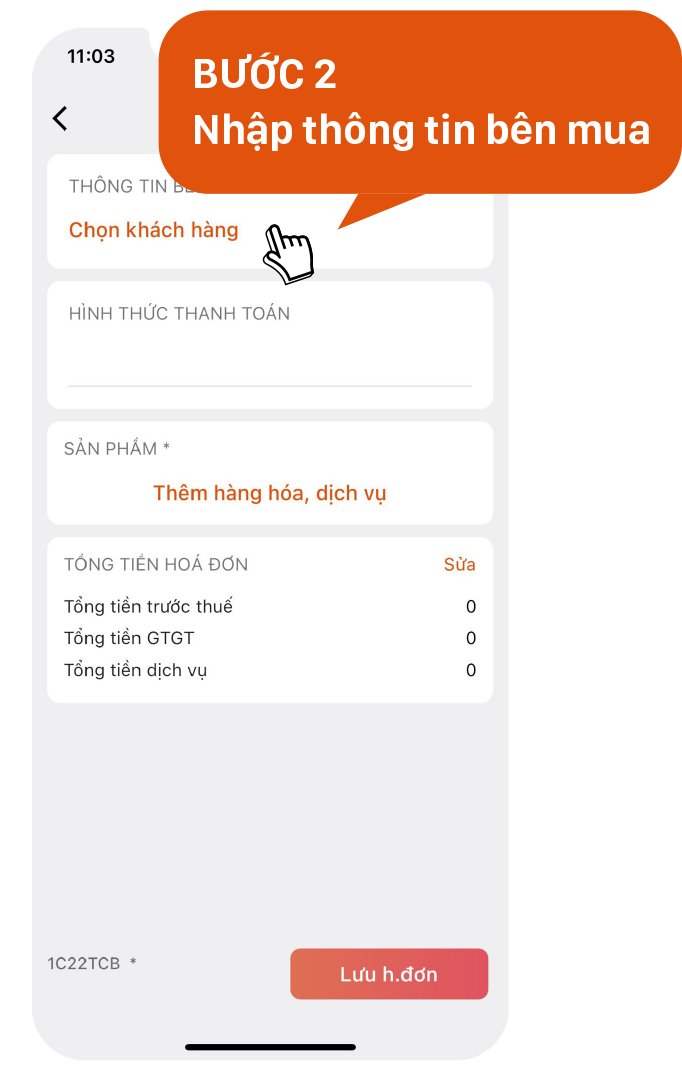 11:03
BƯỚC 2
Nhập thông tin bên mua
THÔNG TIN
Chọn khách hàng
HÌNH THỨC THANH TOÁN
SẢN PHẨM *
Thêm hàng hóa, dịch vụ
TỔNG TIỀN HOÁ ĐƠN Sửa
Tổng tiền trước thuế 0
Tổng tiền GTGT 0
Tổng tiền dịch vụ 0
1C22TCB *
Lưu h.đơn